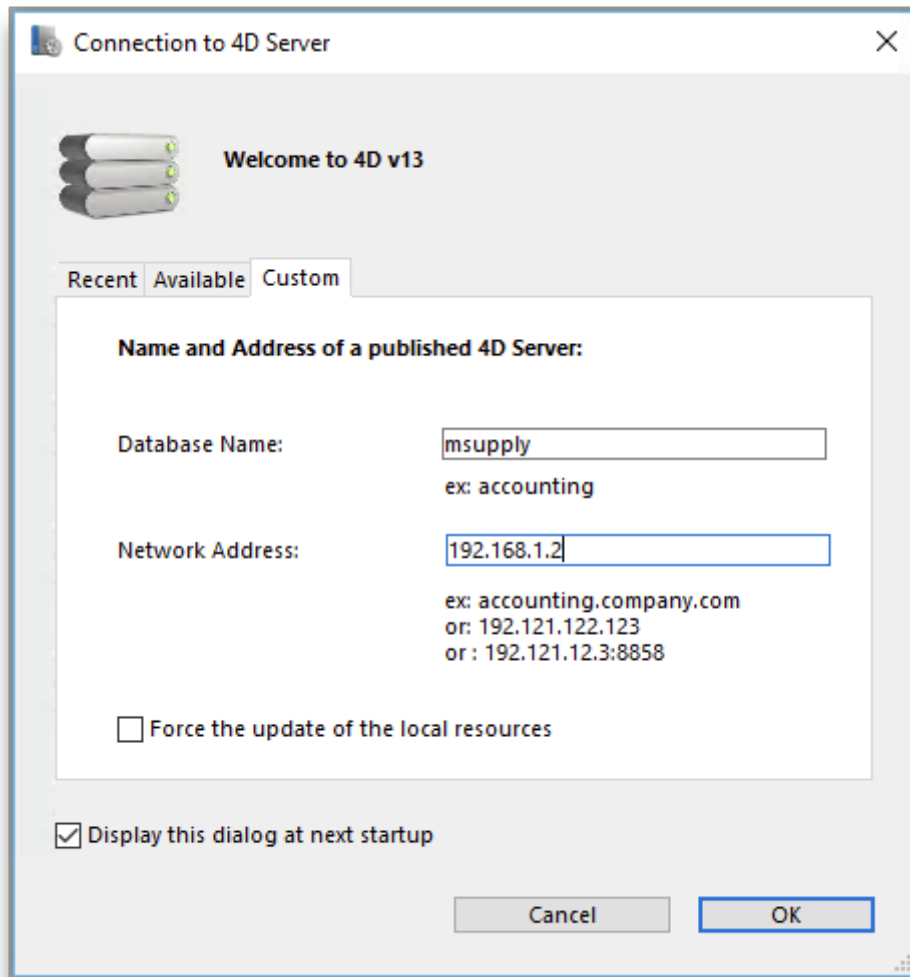 Connection to 4D Server
Welcome to 4D v13
Recent Available Custom
Name and Address of a published 4D Server:
Database Name: msupply
ex: accounting
Network Address: 192.168.1.2
ex: accounting.company.com
or: 192.121.122.123
or : 192.121.12.3:8858
Force the update of the local resources
Display this dialog at next startup
Cancel OK